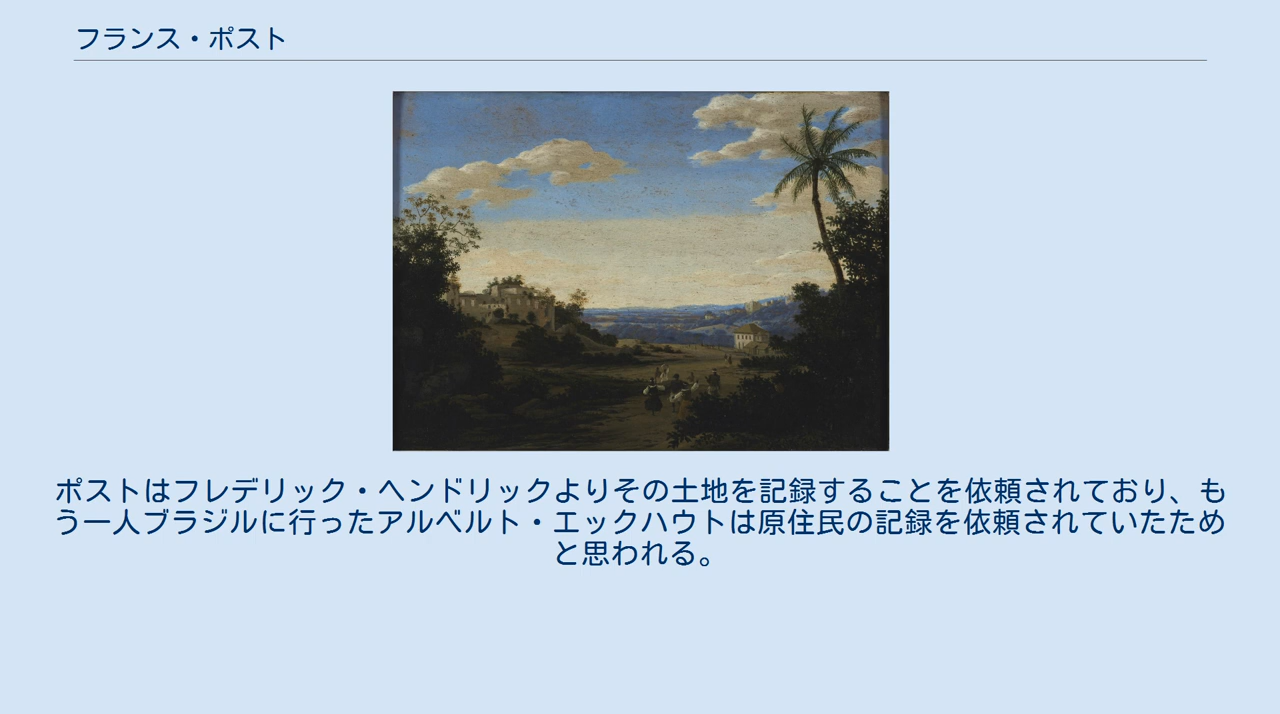 フランス・ポスト
ポストはフレデリック・ヘンドリックよりその土地を記録することを依頼されており、も
う一人ブラジルに行ったアルベルト・エックハウトは原住民の記録を依頼されていたため
と思われる。